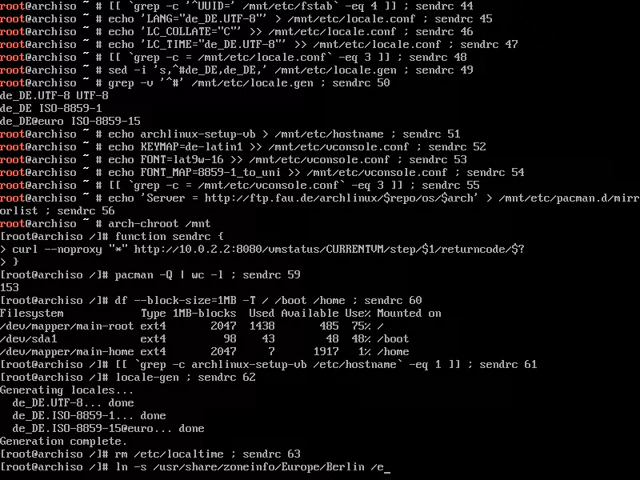 root@archiso ~ # [[ `grep -c '^UUID=' /mnt/etc/fstab` -eq 4 ]] ; sendrc 44
root@archiso ~ # echo 'LANG="de_DE.UTF-8"' > /mnt/etc/locale.conf ; sendrc 45
root@archiso ~ # echo 'LC_COLLATE="C"' >> /mnt/etc/locale.conf ; sendrc 46
root@archiso ~ # echo 'LC_TIME="de_DE.UTF-8"' >> /mnt/etc/locale.conf ; sendrc 47
root@archiso ~ # [[ `grep -c = /mnt/etc/locale.conf` -eq 3 ]] ; sendrc 48
root@archiso ~ # sed -i 's,^#de_DE,de_DE,' /mnt/etc/locale.gen ; sendrc 49
root@archiso ~ # grep -v '^#' /mnt/etc/locale.gen ; sendrc 50
de_DE.UTF-8 UTF-8
de_DE ISO-8859-1
de_DE@euro ISO-8859-15
root@archiso ~ # echo archlinux-setup-vb > /mnt/etc/hostname ; sendrc 51
root@archiso ~ # echo KEYMAP=de-latin1 >> /mnt/etc/vconsole.conf ; sendrc 52
root@archiso ~ # echo FONT=lat9w-16 >> /mnt/etc/vconsole.conf ; sendrc 53
root@archiso ~ # echo FONT_MAP=8859-1_to_uni >> /mnt/etc/vconsole.conf ; sendrc 54
root@archiso ~ # [[ `grep -c = /mnt/etc/vconsole.conf` -eq 3 ]] ; sendrc 55
root@archiso ~ # echo 'Server = http://ftp.fau.de/archlinux/$repo/os/$arch' > /mnt/etc/pacman.d/mirr
orlist ; sendrc 56
root@archiso ~ # arch-chroot /mnt
[root@archiso /]# function sendrc {
> curl --noproxy "*" http://10.0.2.2:8080/vmstatus/CURRENTVM/step/$1/returncode/$?
> }
[root@archiso /]# pacman -Q | wc -l ; sendrc 59
153
[root@archiso /]# df --block-size=1MB -T / /boot /home ; sendrc 60
Filesystem Type 1MB-blocks Used Available Use% Mounted on
/dev/mapper/main-root ext4 2047 1438 485 75% /
/dev/sda1 ext4 98 43 48 48% /boot
/dev/mapper/main-home ext4 2047 7 1917 1% /home
[root@archiso /]# [[ `grep -c archlinux-setup-vb /etc/hostname` -eq 1 ]] ; sendrc 61
[root@archiso /]# locale-gen ; sendrc 62
Generating locales...
de_DE.UTF-8... done
de_DE.ISO-8859-1... done
de_DE.ISO-8859-15@euro... done
Generation complete.
[root@archiso /]# rm /etc/localtime ; sendrc 63
[root@archiso /]# ln -s /usr/share/zoneinfo/Europe/Berlin /e_